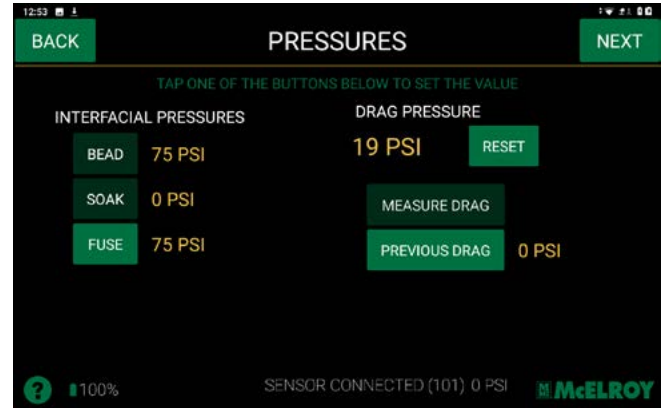 12:53
BACK PRESSURES NEXT
TAP ONE OF THE BUTTONS BELOW TO SET THE VALUE
INTERFACIAL PRESSURES
BEAD 75 PSI
SOAK 0 PSI
FUSE 75 PSI
DRAG PRESSURE
19 PSI RESET
MEASURE DRAG
PREVIOUS DRAG 0 PSI
? 100% SENSOR CONNECTED (101) 0 PSI McELROY